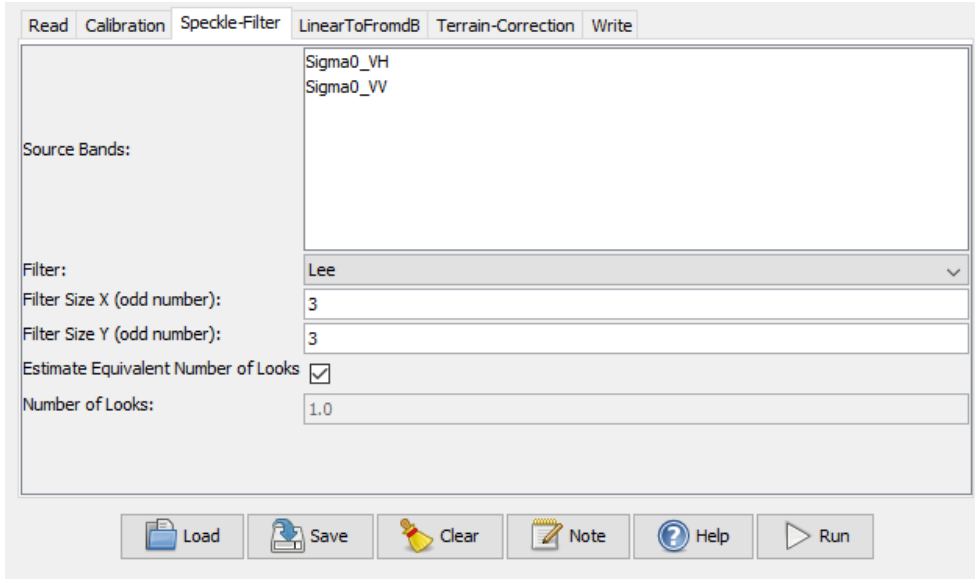 Read Calibration Speckle-Filter LinearToFromdB Terrain-Correction Write
Sigma0_VH
Sigma0_VV
Source Bands:
Filter: Lee
Filter Size X (odd number): 3
Filter Size Y (odd number): 3
Estimate Equivalent Number of Looks
Number of Looks: 1.0
Load Save Clear Note Help Run